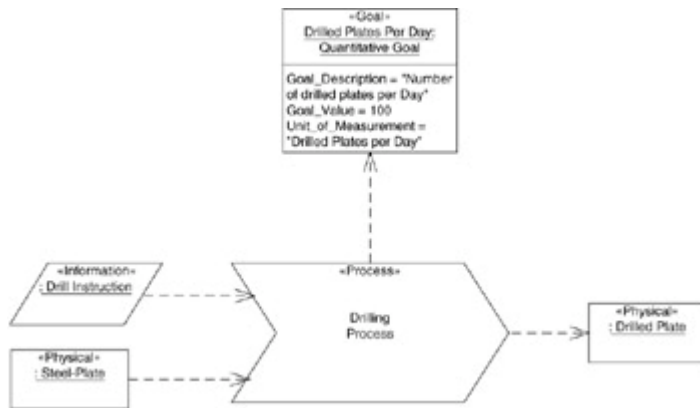 «Goal»
Drilled Plates Per Day:
Quantitative Goal
Goal_Description = "Number
of drilled plates per Day"
Goal_Value = 100
Unit_of_Measurement =
"Drilled Plates per Day"
«Information»
: Drill Instruction
«Process»
Drilling
Process
«Physical»
: Drilled Plate
«Physical»
: Steel-Plate